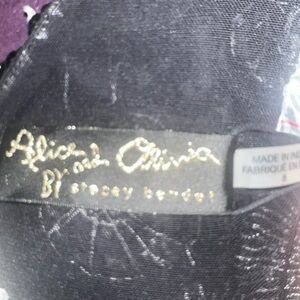 Alice and Olivia
BY stacey bendet
MADE IN
FABRIQUE EN